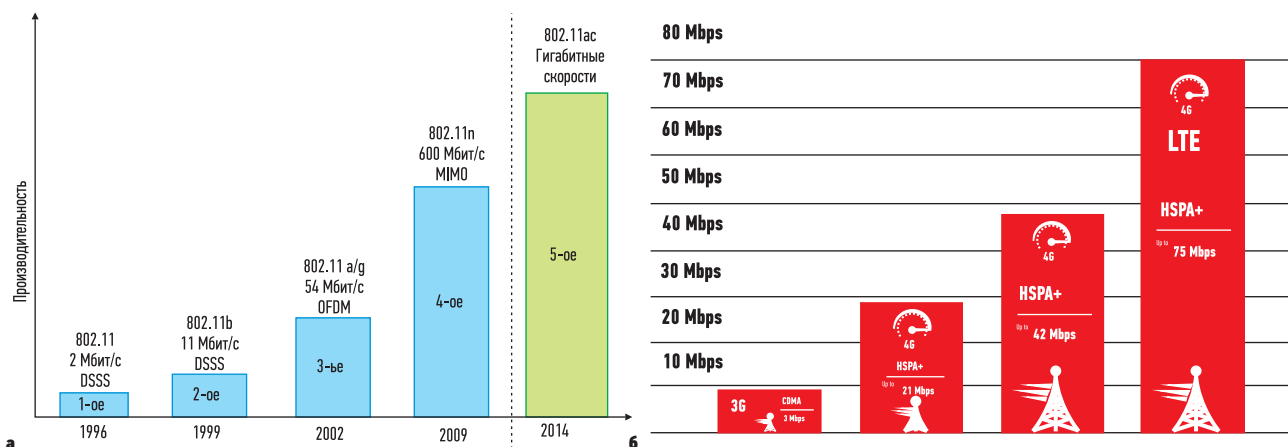 Производительность
802.11
2 Мбит/с
DSSS
1-ое
1996
802.11b
11 Мбит/с
DSSS
2-ое
1999
802.11 a/g
54 Мбит/с
OFDM
3-ье
2002
802.11n
600 Мбит/с
MIMO
4-ое
2009
802.11ac
Гигабитные
скорости
5-ое
2014
а
80 Mbps
70 Mbps
60 Mbps
50 Mbps
40 Mbps
30 Mbps
20 Mbps
10 Mbps
3G
CDMA
3 Mbps
4G
HSPA+
Up to
21 Mbps
4G
HSPA+
Up to
42 Mbps
4G
LTE
HSPA+
Up to
75 Mbps
б